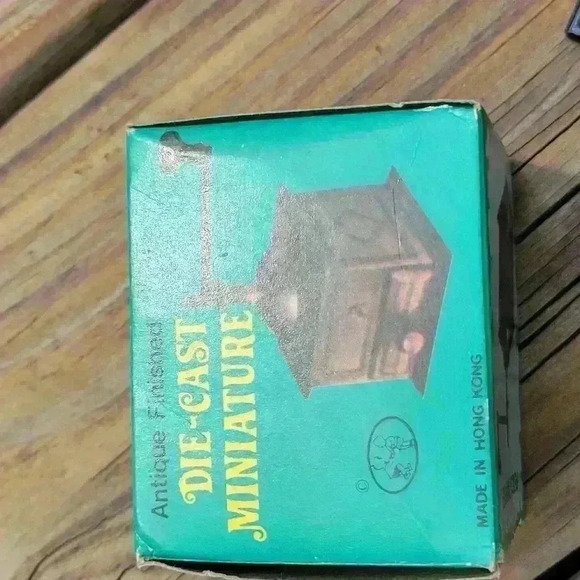 Antique Finished
DIE-CAST
MINIATURE
©
MADE IN HONG KONG